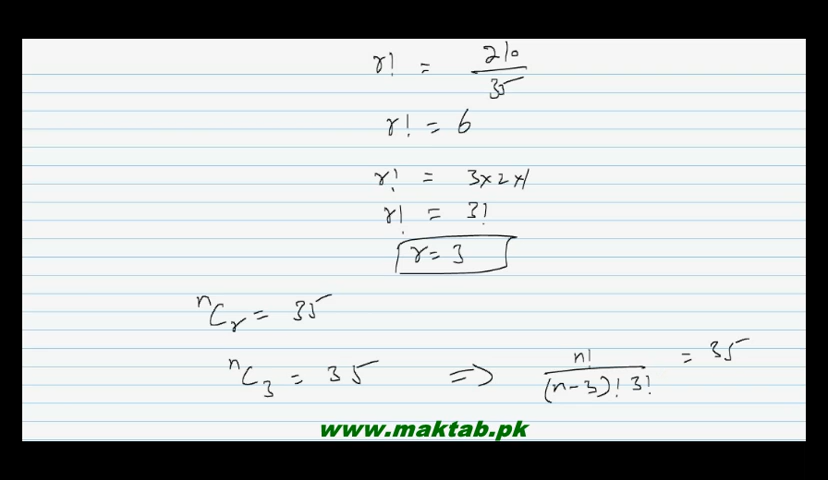 r! = 210/35
r! = 6
r! = 3×2×1
r! = 3!
r = 3
ⁿCᵣ = 35
ⁿC₃ = 35 ⇒ n!/(n-3)! 3! = 35
www.maktab.pk